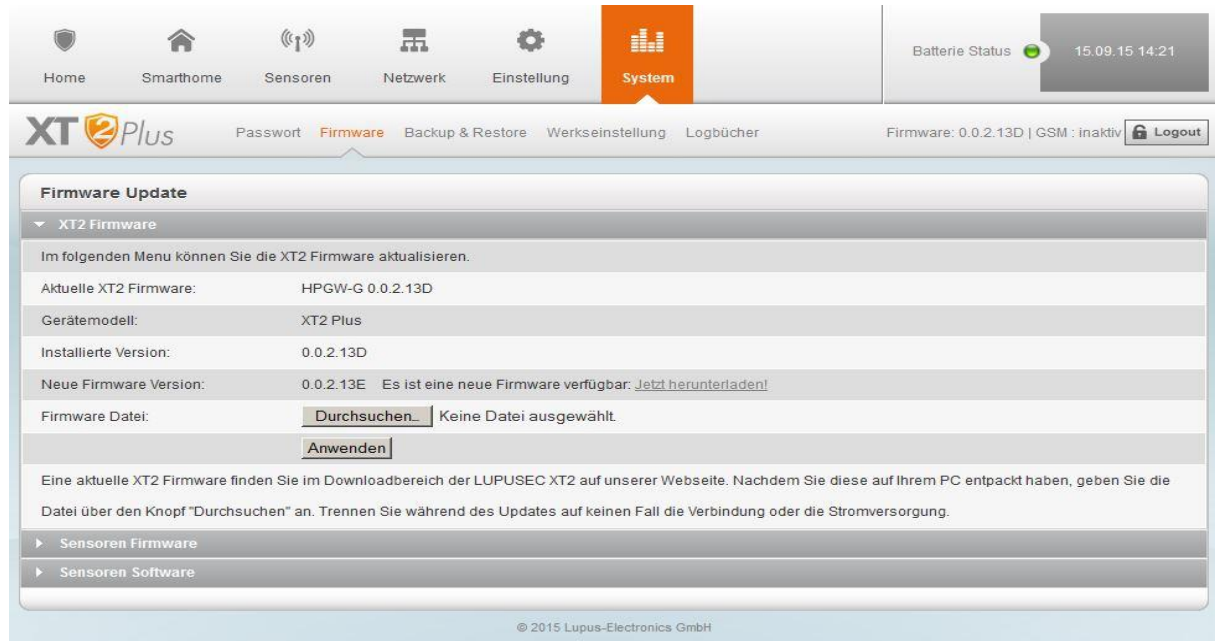 Home Smarthome Sensoren Netzwerk Einstellung System
Batterie Status 15.09.15 14:21
XT 2 Plus Passwort Firmware Backup & Restore Werkseinstellung Logbücher Firmware: 0.0.2.13D | GSM : inaktiv Logout
Firmware Update
XT2 Firmware
Im folgenden Menu können Sie die XT2 Firmware aktualisieren.
Aktuelle XT2 Firmware: HPGW-G 0.0.2.13D
Gerätemodell: XT2 Plus
Installierte Version: 0.0.2.13D
Neue Firmware Version: 0.0.2.13E Es ist eine neue Firmware verfügbar: Jetzt herunterladen!
Firmware Datei: Durchsuchen... Keine Datei ausgewählt.
Anwenden
Eine aktuelle XT2 Firmware finden Sie im Downloadbereich der LUPUSEC XT2 auf unserer Webseite. Nachdem Sie diese auf Ihrem PC entpackt haben, geben Sie die
Datei über den Knopf "Durchsuchen" an. Trennen Sie während des Updates auf keinen Fall die Verbindung oder die Stromversorgung.
Sensoren Firmware
Sensoren Software
© 2015 Lupus-Electronics GmbH